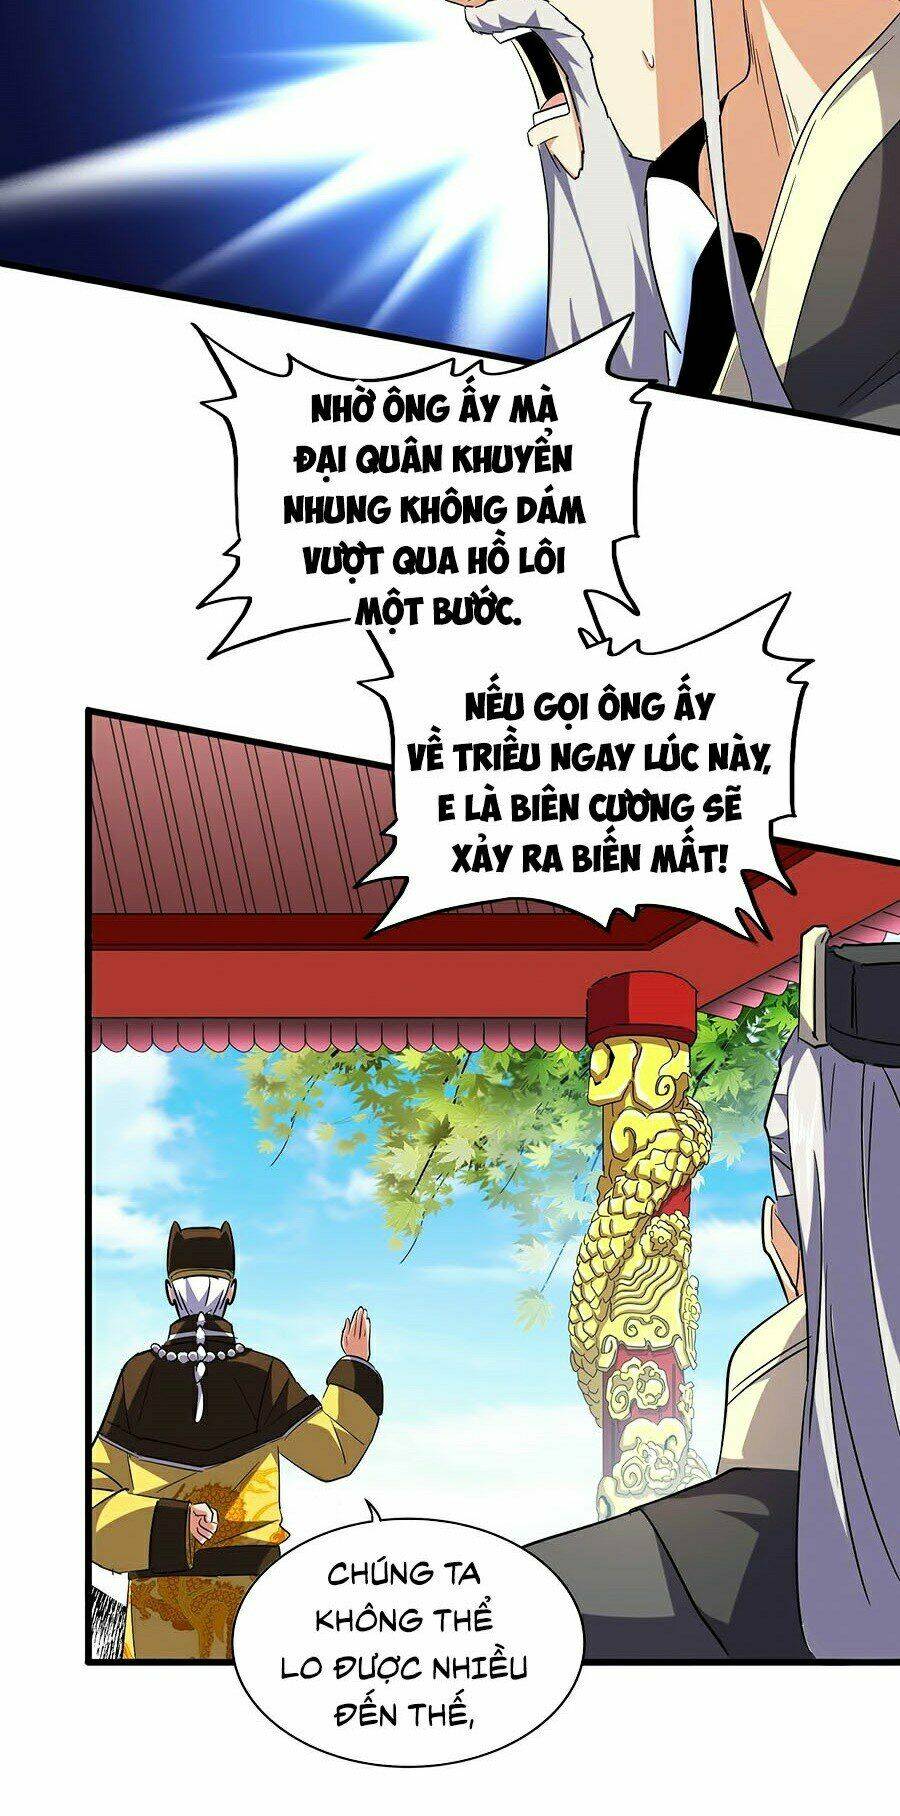 NHỜ ÔNG ẤY MÀ
ĐẠI QUÂN KHUYỂN
NHUNG KHÔNG DÁM
VƯỢT QUA HỒ LÔI
MỘT BƯỚC.
NẾU GỌI ÔNG ẤY
VỀ TRIỀU NGAY LÚC NÀY,
E LÀ BIÊN CƯƠNG SẼ
XẢY RA BIẾN MẤT!
CHÚNG TA
KHÔNG THỂ
LO ĐƯỢC NHIỀU
ĐẾN THẾ,